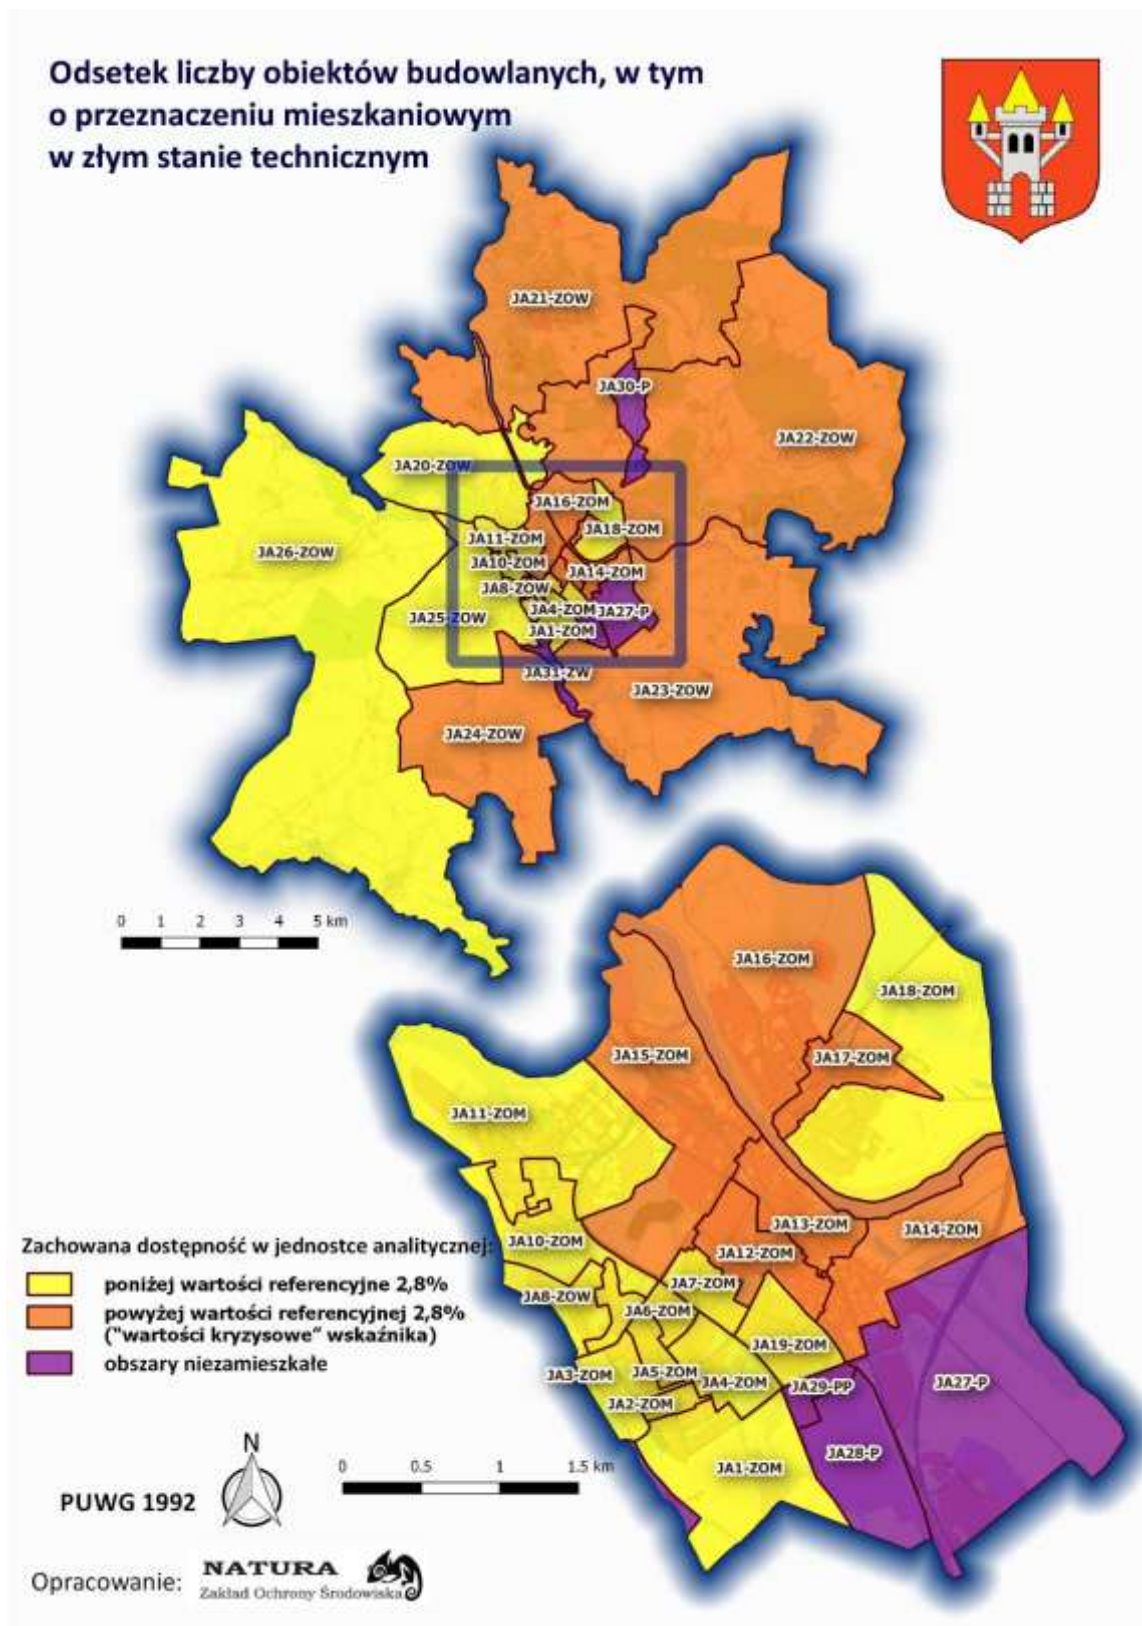 Odsetek liczby obiektów budowlanych, w tym
o przeznaczeniu mieszkaniowym
w złym stanie technicznym
JA21-ZOW
JA30-P
JA22-ZOW
JA20-ZOW
JA16-ZOM
JA18-ZOM
JA11-ZOM
JA26-ZOW
JA10-ZOM
JA14-ZOM
JA8-ZOW
JA4-ZOM
JA27-P
JA25-ZOW
JA1-ZOM
JA31-ZW
JA23-ZOW
JA24-ZOW
0 1 2 3 4 5 km
JA16-ZOM
JA18-ZOM
JA15-ZOM
JA17-ZOM
JA11-ZOM
JA13-ZOM
JA14-ZOM
JA10-ZOM
JA12-ZOM
JA7-ZOM
JA8-ZOW
JA6-ZOM
JA19-ZOM
JA3-ZOM
JA5-ZOM
JA4-ZOM
JA29-PP
JA27-P
JA2-ZOM
JA28-P
JA1-ZOM
Zachowana dostępność w jednostce analitycznej:
poniżej wartości referencyjne 2,8%
powyżej wartości referencyjnej 2,8%
("wartości kryzysowe" wskaźnika)
obszary niezamieszkałe
N
0 0.5 1 1.5 km
PUWG 1992
Opracowanie:
NATURA
Zakład Ochrony Środowiska